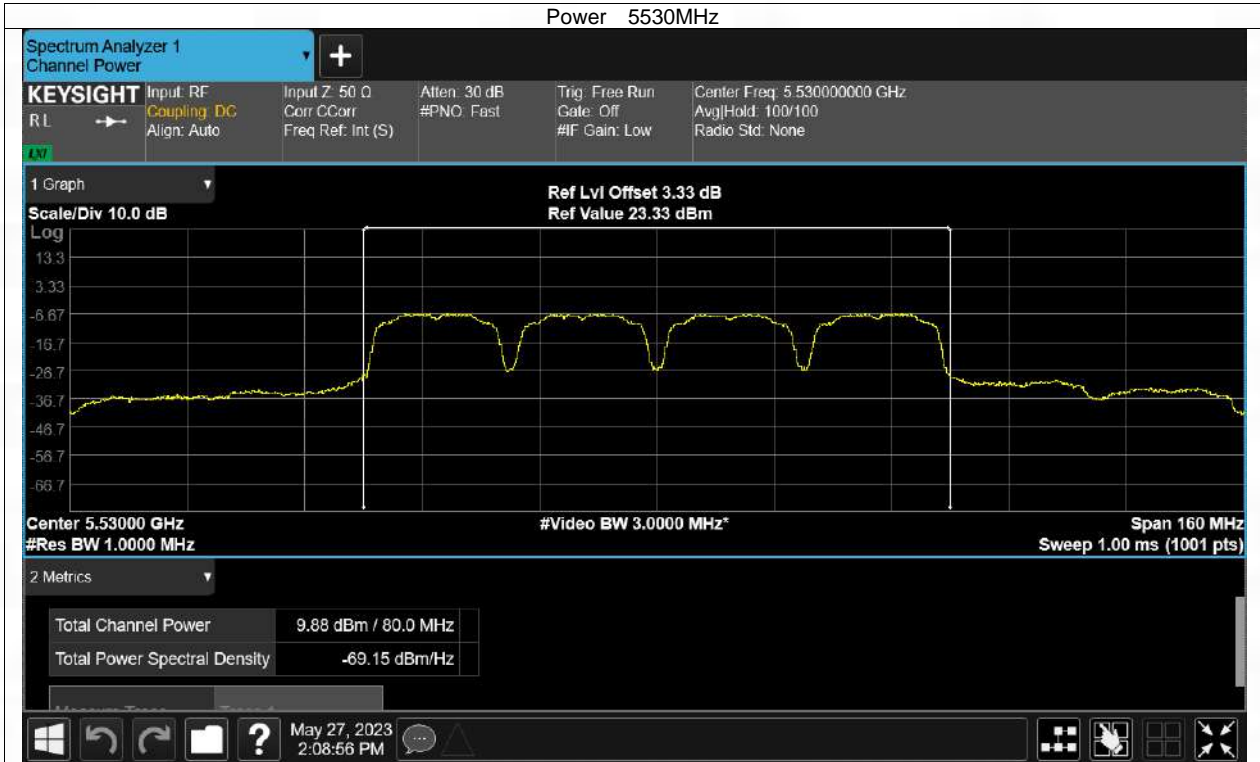 Power 5530MHz
Spectrum Analyzer 1
Channel Power
+
KEYSIGHT
RL
LXI
Input: RF
Coupling: DC
Align: Auto
Input Z: 50 Ω
Corr CCorr
Freq Ref: Int (S)
Atten: 30 dB
#PNO: Fast
Trig: Free Run
Gate: Off
#IF Gain: Low
Center Freq: 5.530000000 GHz
Avg|Hold: 100/100
Radio Std: None
1 Graph
Scale/Div 10.0 dB
Ref Lvl Offset 3.33 dB
Ref Value 23.33 dBm
Log
13.3
3.33
-6.67
-16.7
-26.7
-36.7
-46.7
-56.7
-66.7
Center 5.53000 GHz
#Res BW 1.0000 MHz
#Video BW 3.0000 MHz*
Span 160 MHz
Sweep 1.00 ms (1001 pts)
2 Metrics
Total Channel Power 9.88 dBm / 80.0 MHz
Total Power Spectral Density -69.15 dBm/Hz
?
May 27, 2023
2:08:56 PM